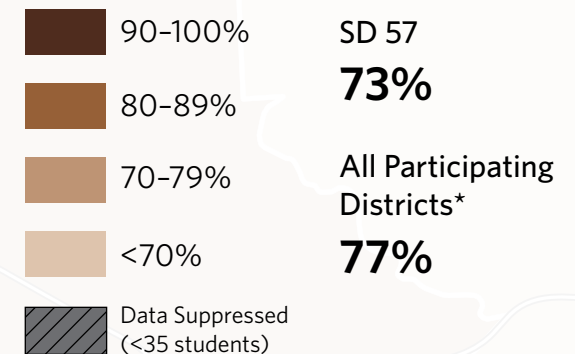 90–100%
80–89%
70–79%
<70%
Data Suppressed
(<35 students)
SD 57
73%
All Participating
Districts*
77%